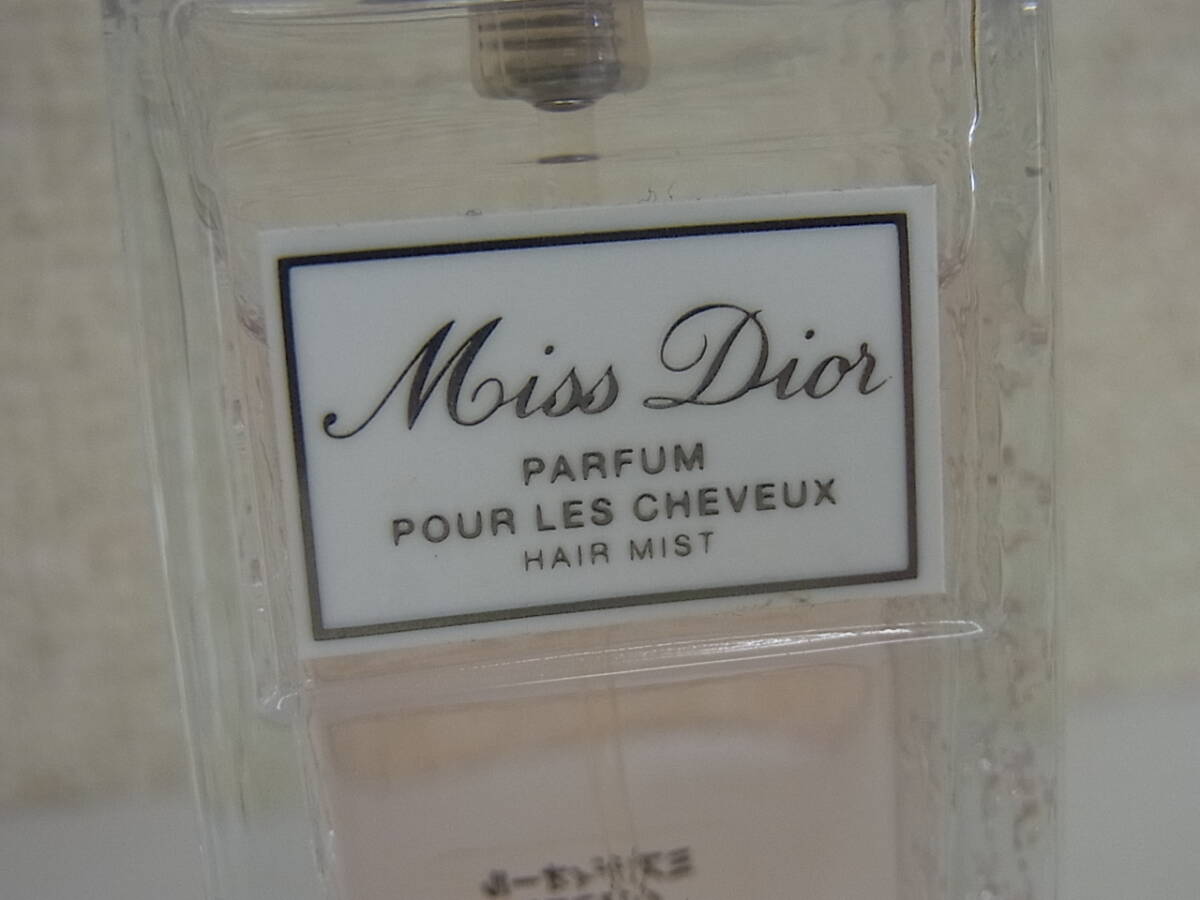 Miss Dior
PARFUM
POUR LES CHEVEUX
HAIR MIST